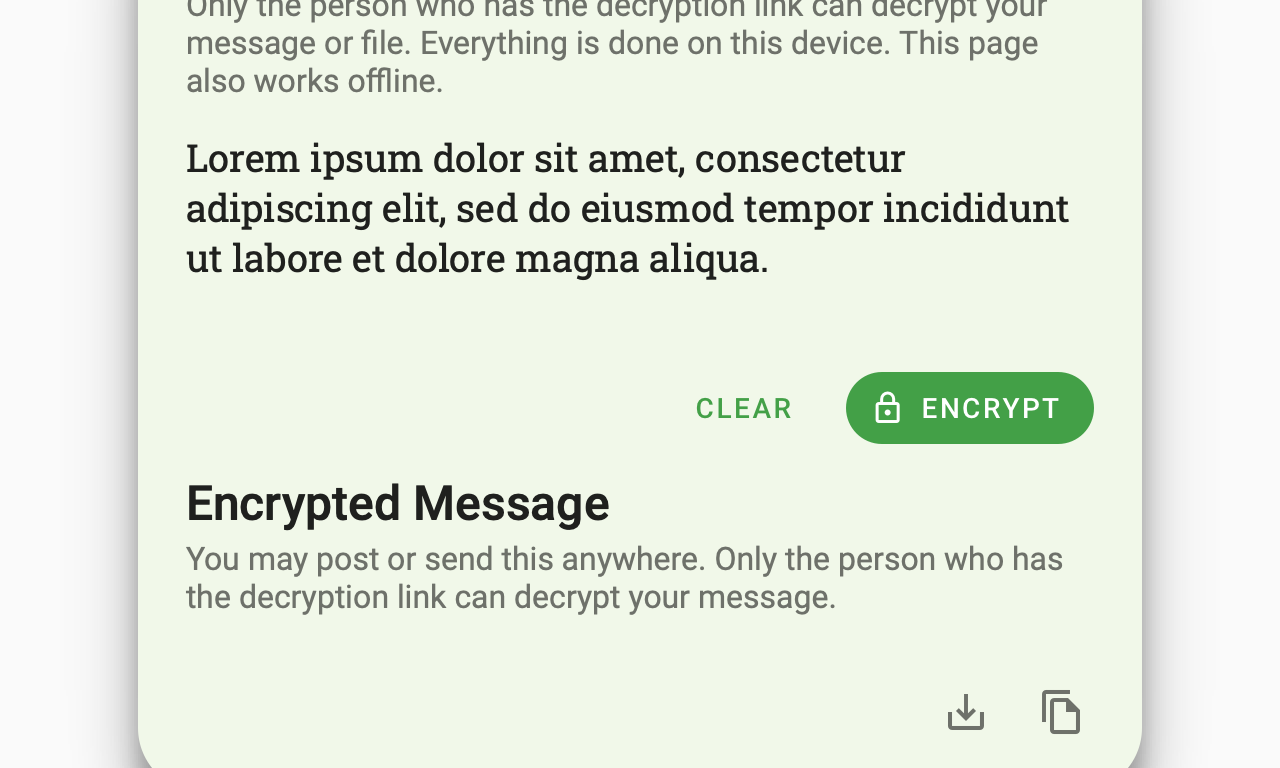 Only the person who has the decryption link can decrypt your
message or file. Everything is done on this device. This page
also works offline.
Lorem ipsum dolor sit amet, consectetur
adipiscing elit, sed do eiusmod tempor incididunt
ut labore et dolore magna aliqua.
CLEAR
ENCRYPT
Encrypted Message
You may post or send this anywhere. Only the person who has
the decryption link can decrypt your message.